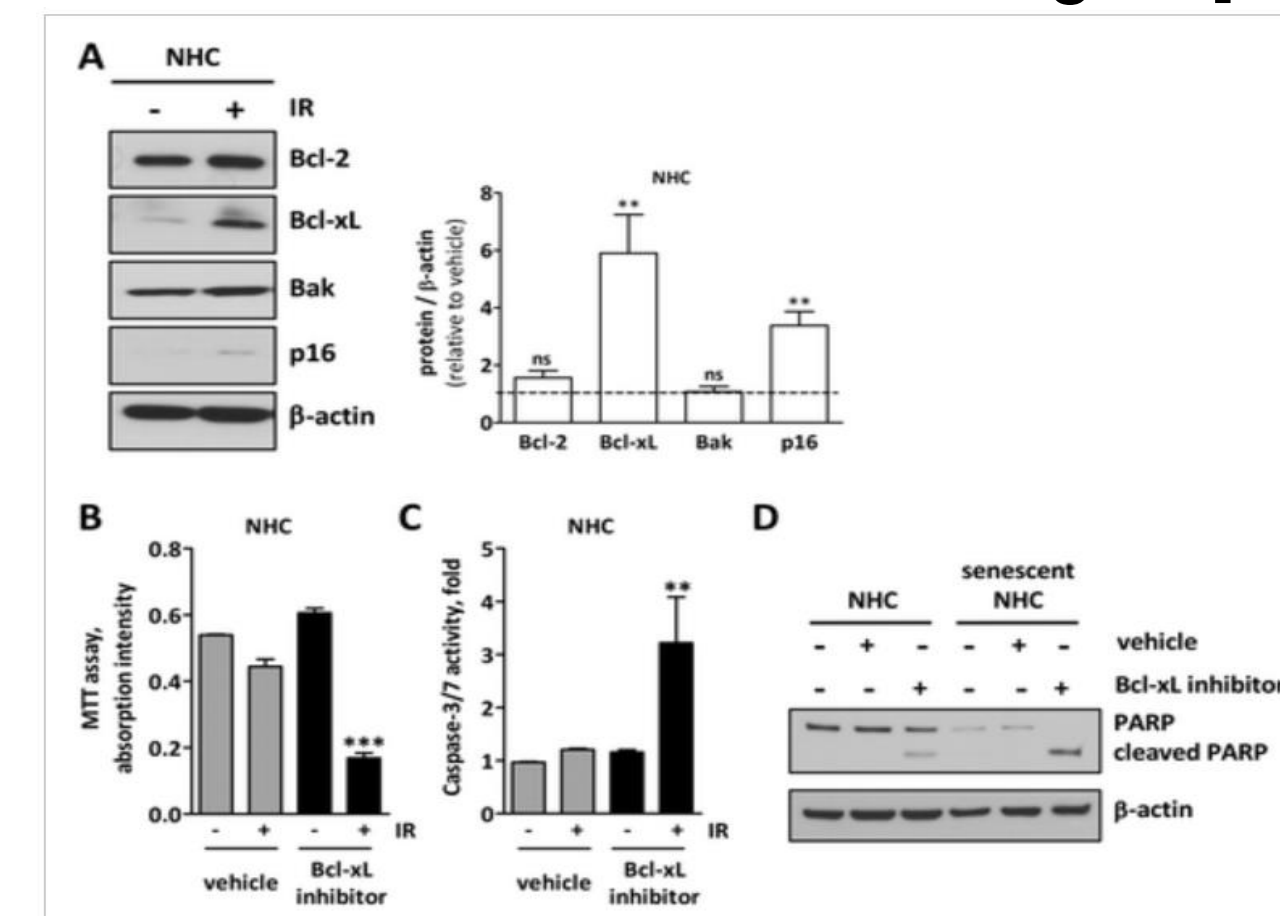 A
NHC
- + IR
Bcl-2
Bcl-xL
Bak
p16
β-actin
NHC
protein / β-actin
(relative to vehicle)
8
6
4
2
0
ns
**
ns
**
Bcl-2 Bcl-xL Bak p16
B
NHC
MTT assay,
absorption intensity
0.8
0.6
0.4
0.2
0.0
***
- + - + IR
vehicle
Bcl-xL
inhibitor
C
NHC
Caspase-3/7 activity, fold
5
4
3
2
1
0
**
- + - + IR
vehicle
Bcl-xL
inhibitor
D
senescent
NHC NHC
- + - - + - vehicle
- - + - - + Bcl-xL inhibitor
PARP
cleaved PARP
β-actin